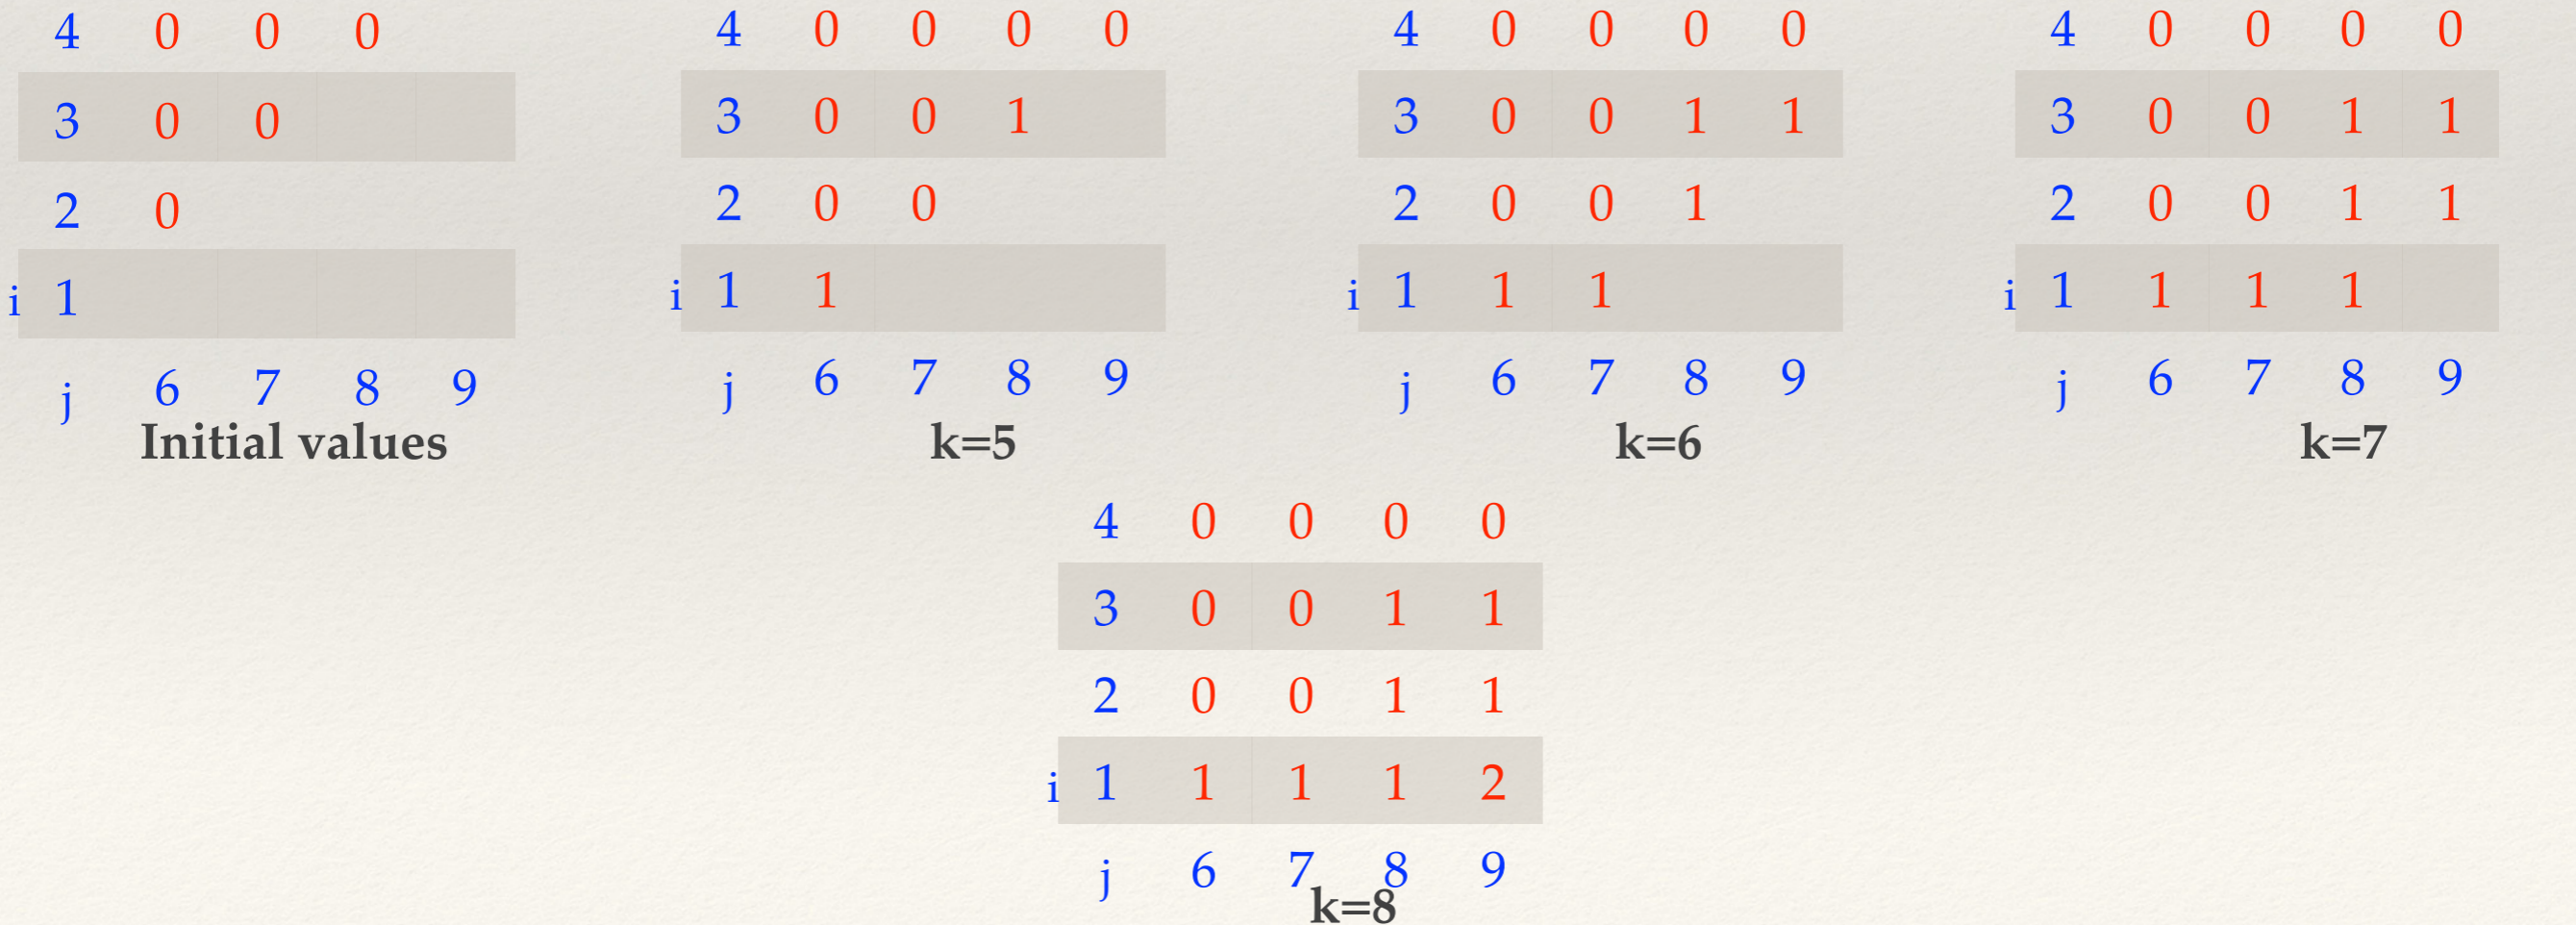 4 0 0 0
3 0 0
2 0
i 1
j 6 7 8 9
Initial values
4 0 0 0 0
3 0 0 1
2 0 0
i 1 1
j 6 7 8 9
k=5
4 0 0 0 0
3 0 0 1 1
2 0 0 1
i 1 1 1
j 6 7 8 9
k=6
4 0 0 0 0
3 0 0 1 1
2 0 0 1 1
i 1 1 1 1
j 6 7 8 9
k=7
4 0 0 0 0
3 0 0 1 1
2 0 0 1 1
i 1 1 1 1 2
j 6 7 8 9
k=8